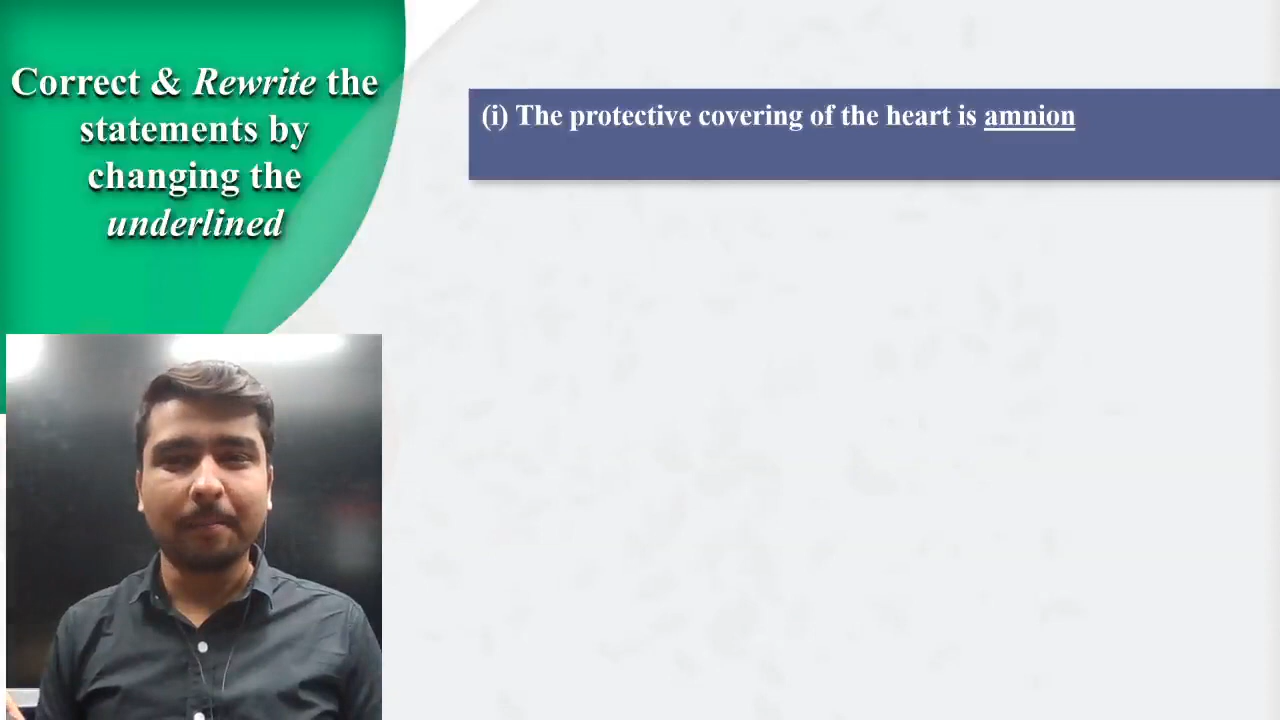 Correct & Rewrite the
statements by
changing the
underlined
(i) The protective covering of the heart is amnion